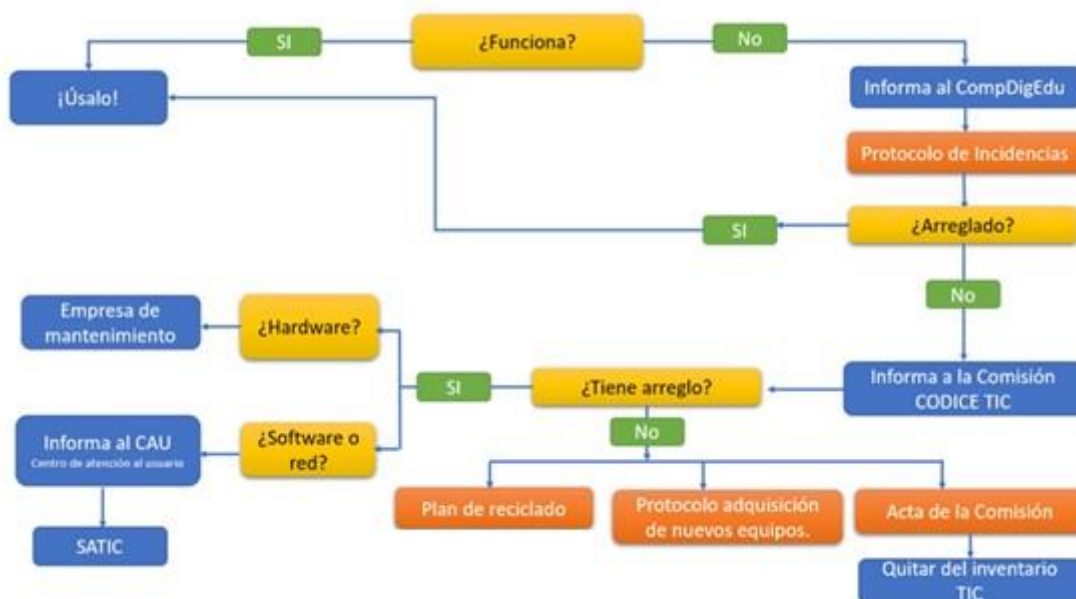 SI
¿Funciona?
No
¡Úsalo!
Informa al CompDigEdu
Protocolo de Incidencias
SI
¿Arreglado?
No
Empresa de
mantenimiento
¿Hardware?
SI
¿Tiene arreglo?
Informa a la Comisión
CODICE TIC
No
Informa al CAU
Centro de atención al usuario
¿Software o
red?
Plan de reciclado
Protocolo adquisición
de nuevos equipos.
Acta de la Comisión
SATIC
Quitar del inventario
TIC